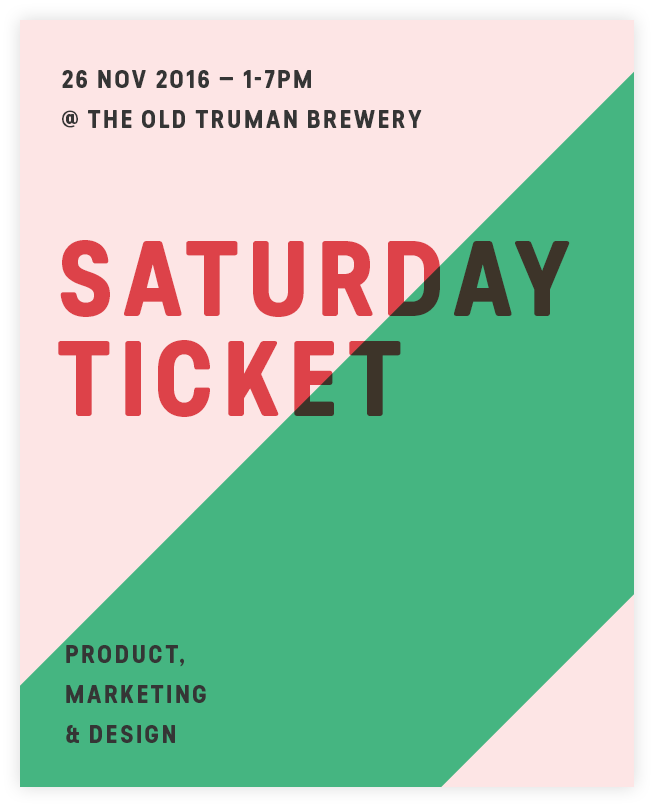 26 NOV 2016 – 1-7PM
@ THE OLD TRUMAN BREWERY
SATURDAY
TICKET
PRODUCT,
MARKETING
& DESIGN